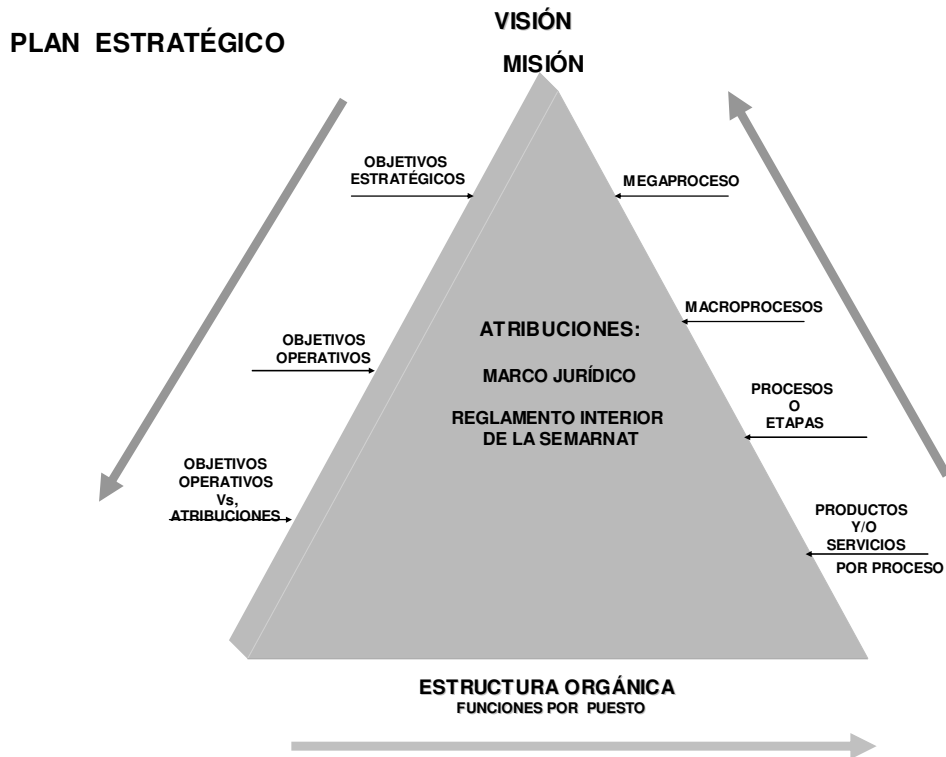 VISIÓN
PLAN ESTRATÉGICO
MISIÓN
OBJETIVOS
ESTRATÉGICOS
MEGAPROCESO
MACROPROCESOS
ATRIBUCIONES:
MARCO JURÍDICO
REGLAMENTO INTERIOR
DE LA SEMARNAT
OBJETIVOS
OPERATIVOS
PROCESOS
O
ETAPAS
OBJETIVOS
OPERATIVOS
Vs,
ATRIBUCIONES
PRODUCTOS
Y/O
SERVICIOS
POR PROCESO
ESTRUCTURA ORGÁNICA
FUNCIONES POR PUESTO